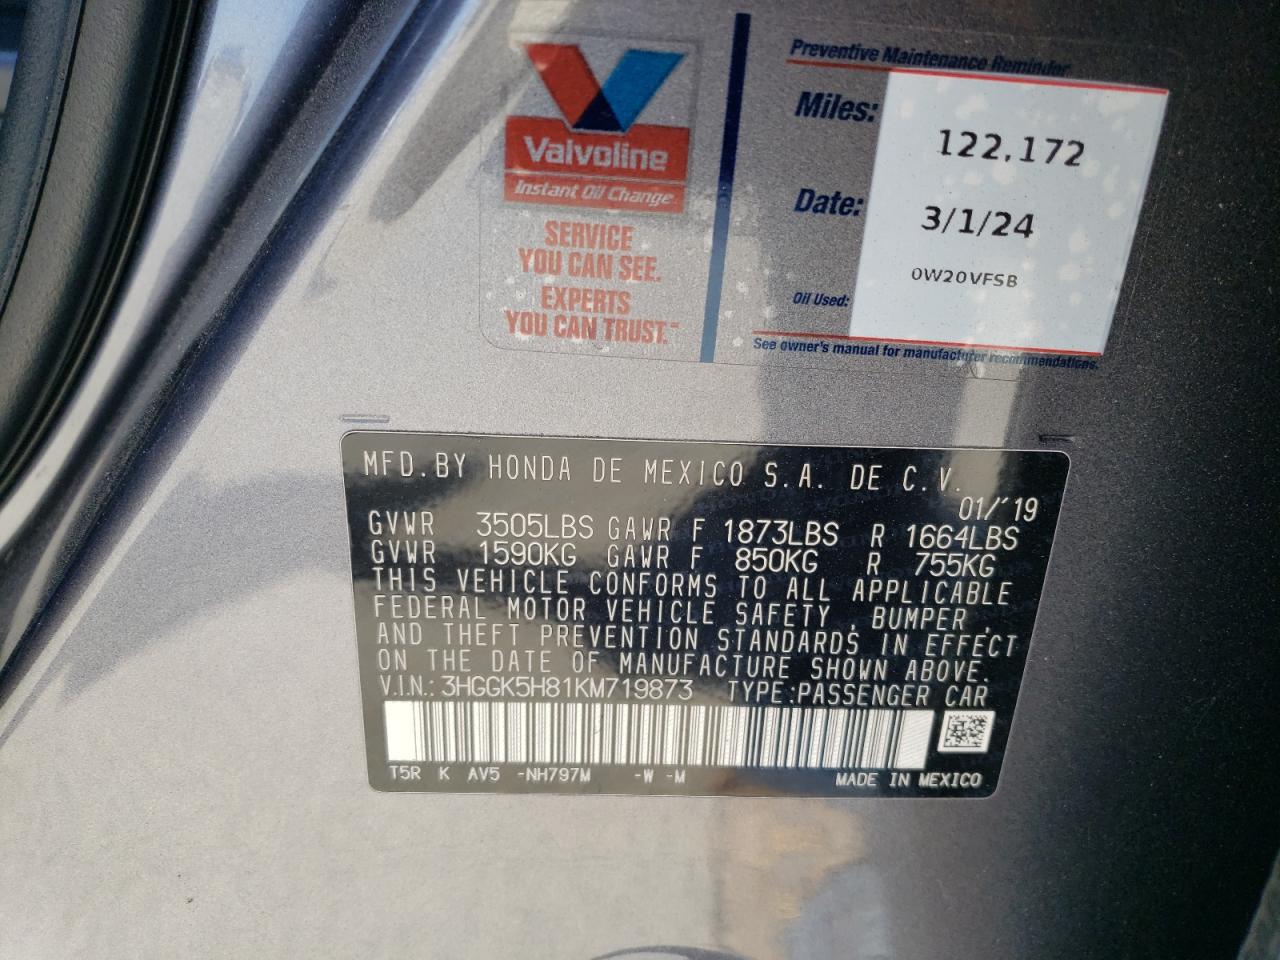 Valvoline
Instant Oil Change
SERVICE
YOU CAN SEE.
EXPERTS
YOU CAN TRUST.™
Preventive Maintenance Reminder
Miles: 122,172
Date: 3/1/24
Oil Used: 0W20VFSB
See owner's manual for manufacturer recommendations.
MFD.BY HONDA DE MEXICO S.A. DE C.V.
01/'19
GVWR 3505LBS GAWR F 1873LBS R 1664LBS
GVWR 1590KG GAWR F 850KG R 755KG
THIS VEHICLE CONFORMS TO ALL APPLICABLE
FEDERAL MOTOR VEHICLE SAFETY , BUMPER ,
AND THEFT PREVENTION STANDARDS IN EFFECT
ON THE DATE OF MANUFACTURE SHOWN ABOVE.
V.I.N.: 3HGGK5H81KM719873 TYPE:PASSENGER CAR
T5R K AV5 -NH797M -W -M MADE IN MEXICO